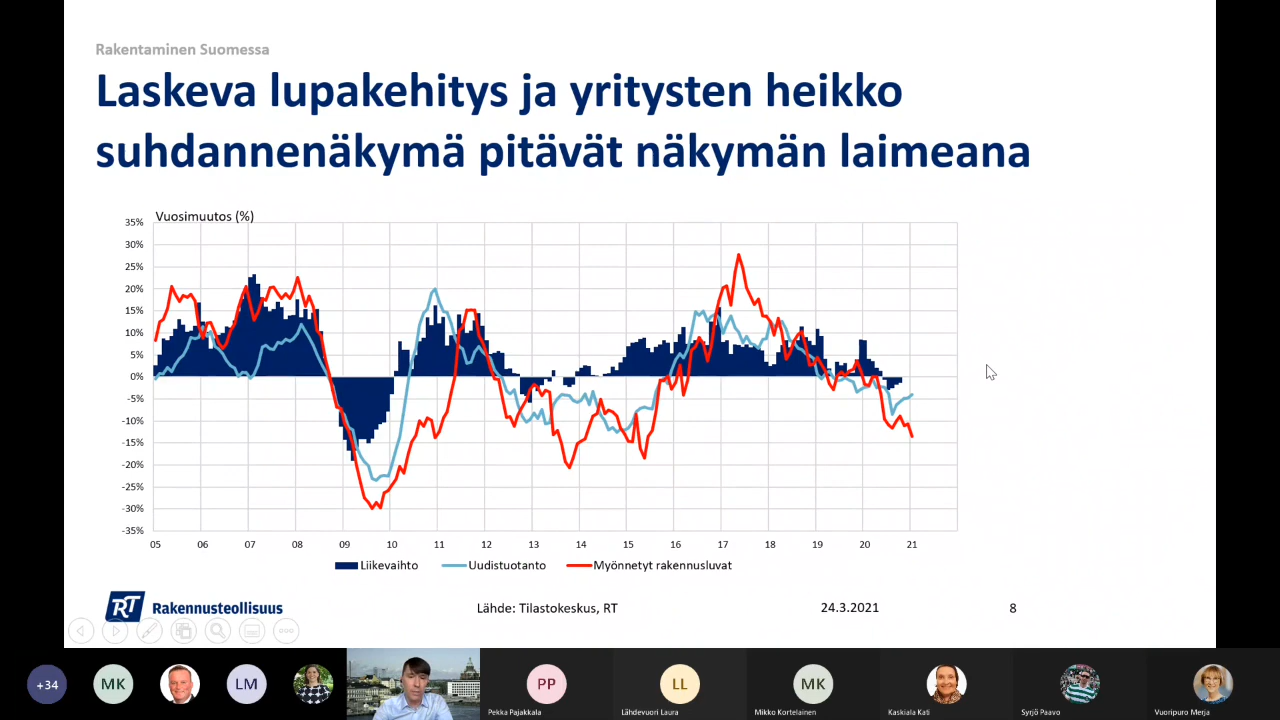 Rakentaminen Suomessa
Laskeva lupakehitys ja yritysten heikko
suhdannenäkymä pitävät näkymän laimeana
Vuosimuutos (%)
35%
30%
25%
20%
15%
10%
5%
0%
-5%
-10%
-15%
-20%
-25%
-30%
-35%
05 06 07 08 09 10 11 12 13 14 15 16 17 18 19 20 21
Liikevaihto Uudistuotanto Myönnetyt rakennusluvat
RT Rakennusteollisuus
Lähde: Tilastokeskus, RT
24.3.2021
8
+34 MK LM PP LL MK
Pekka Pajakkala Lähdevuori Laura Mikko Kortelainen Kaskiala Kati Syrjö Paavo Vuoripuro Merja